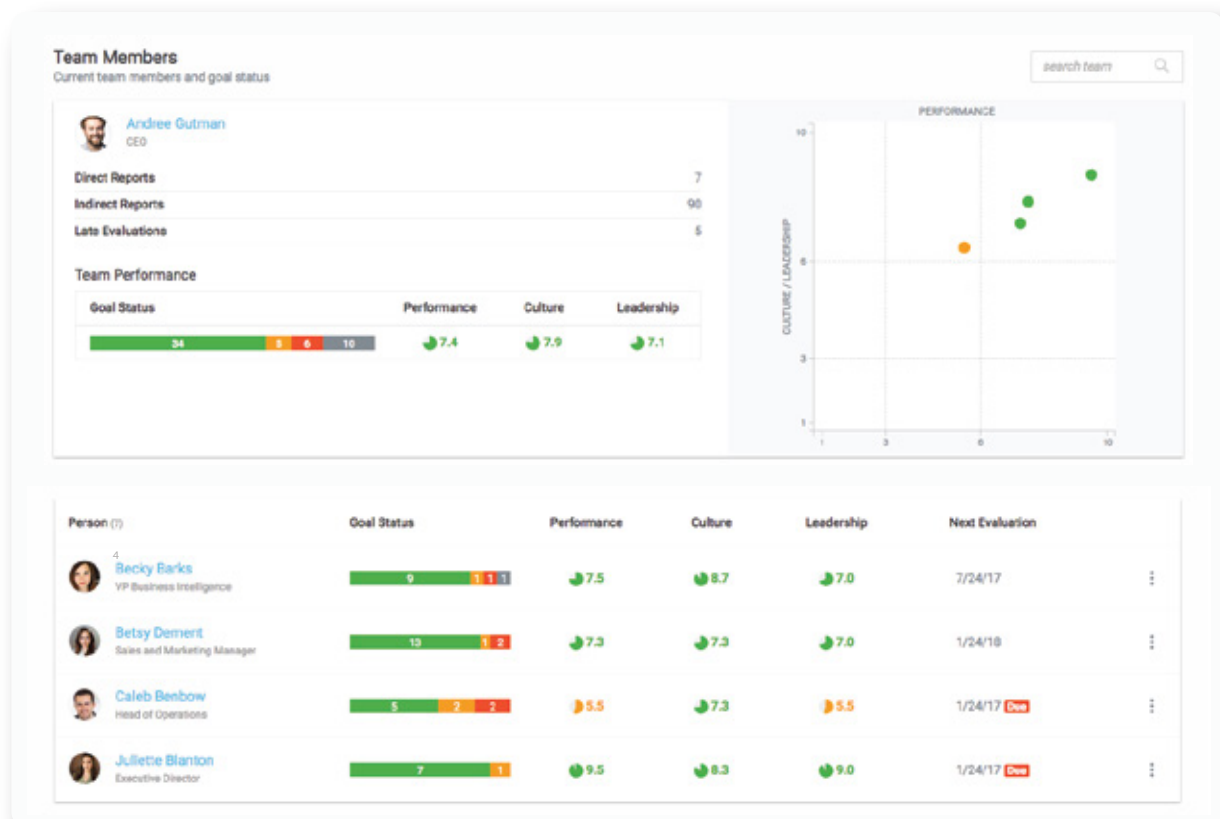 Team Members
Current team members and goal status
search team
Andree Gutman
CEO
Direct Reports 7
Indirect Reports 90
Late Evaluations 5
Team Performance
Goal Status Performance Culture Leadership
34 5 6 10 7.4 7.9 7.1
PERFORMANCE
CULTURE / LEADERSHIP
10
6
3
1
1 3 6 10
Person (7) Goal Status Performance Culture Leadership Next Evaluation
4
Becky Barks
VP Business Intelligence
9 1 1 1 7.5 8.7 7.0 7/24/17
Betsy Dement
Sales and Marketing Manager
13 1 2 7.3 7.3 7.0 1/24/18
Caleb Benbow
Head of Operations
5 2 2 5.5 7.3 5.5 1/24/17 Due
Juliette Blanton
Executive Director
7 1 9.5 8.3 9.0 1/24/17 Due